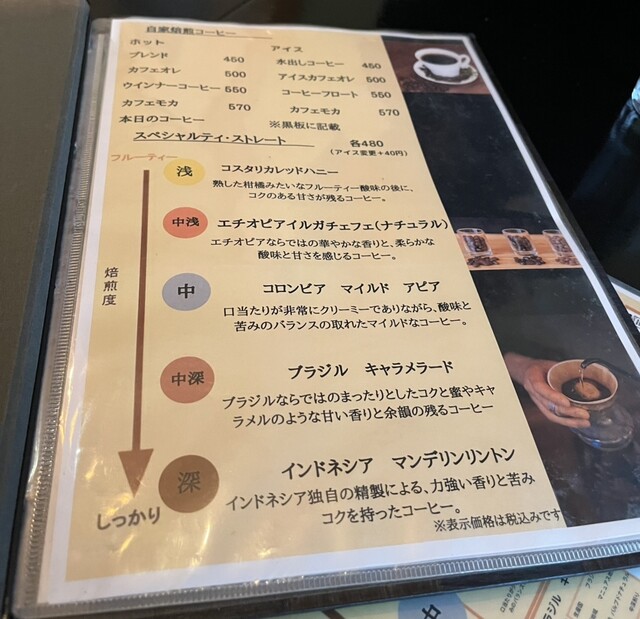 自家焙煎コーヒー
ホット
ブレンド 450
カフェオレ 500
ウインナーコーヒー 550
カフェモカ 570
本日のコーヒー ※黒板に記載
アイス
水出しコーヒー 450
アイスカフェオレ 500
コーヒーフロート 550
カフェモカ 570
スペシャルティ・ストレート 各480
(アイス変更+40円)
フルーティー
焙煎度
しっかり
浅 コスタリカレッドハニー
熟した柑橘みたいなフルーティー酸味の後に、
コクのある甘さが残るコーヒー。
中浅 エチオピアイルガチェフェ(ナチュラル)
エチオピアならではの華やかな香りと、柔らかな
酸味と甘さを感じるコーヒー。
中 コロンビア マイルド アピア
口当たりが非常にクリーミーでありながら、酸味と
苦みのバランスの取れたマイルドなコーヒー。
中深 ブラジル キャラメラード
ブラジルならではのまったりとしたコクと蜜やキャ
ラメルのような甘い香りと余韻の残るコーヒー
深 インドネシア マンデリンリントン
インドネシア独自の精製による、力強い香りと苦み
コクを持ったコーヒー。
※表示価格は税込みです